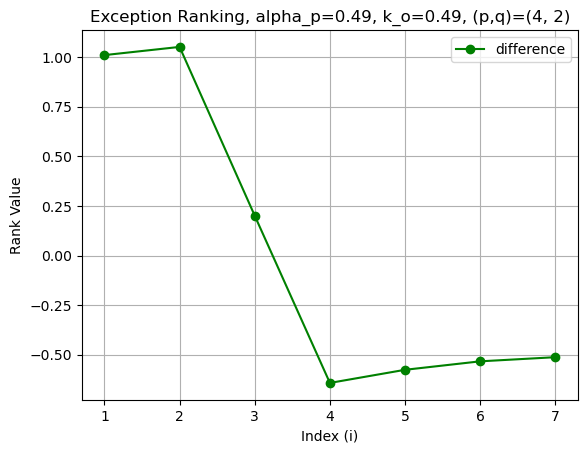 Exception Ranking, alpha_p=0.49, k_o=0.49, (p,q)=(4, 2)
difference
1.00
0.75
0.50
0.25
0.00
−0.25
−0.50
Rank Value
1 2 3 4 5 6 7
Index (i)